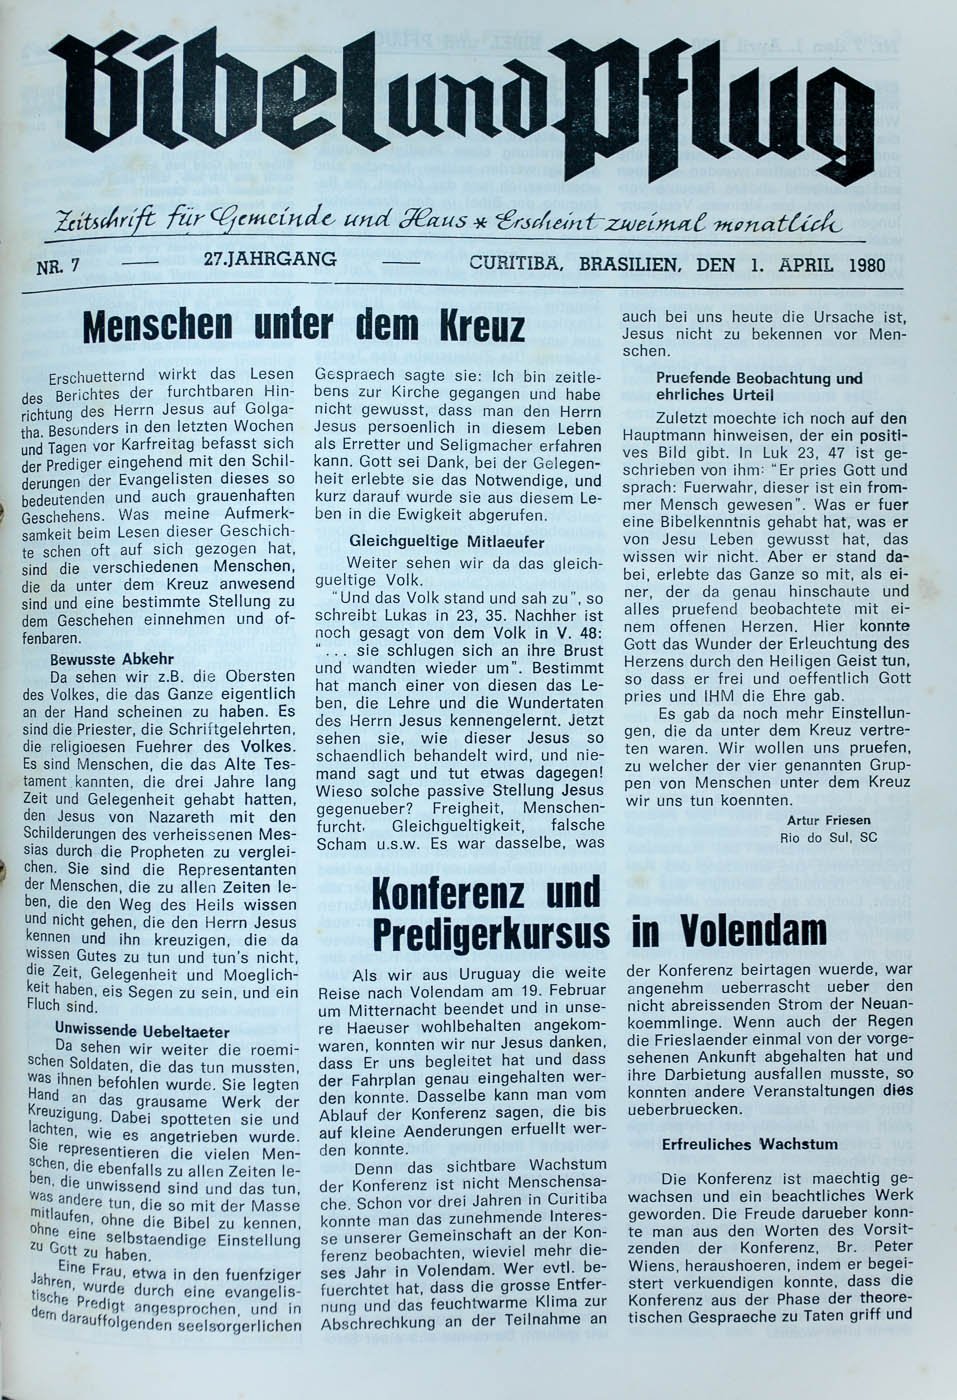 Bibel und Pflug
Zeitschrift für Gemeinde und Haus * Erscheint zweimal monatlich
NR. 7 — 27.JAHRGANG — CURITIBA, BRASILIEN, DEN 1. APRIL 1980
Menschen unter dem Kreuz
Erschuetternd wirkt das Lesen
des Berichtes der furchtbaren Hin-
richtung des Herrn Jesus auf Golga-
tha. Besonders in den letzten Wochen
und Tagen vor Karfreitag befasst sich
der Prediger eingehend mit den Schil-
derungen der Evangelisten dieses so
bedeutenden und auch grauenhaften
Geschehens. Was meine Aufmerk-
samkeit beim Lesen dieser Geschich-
te schen oft auf sich gezogen hat,
sind die verschiedenen Menschen,
die da unter dem Kreuz anwesend
sind und eine bestimmte Stellung zu
dem Geschehen einnehmen und of-
fenbaren.
Bewusste Abkehr
Da sehen wir z.B. die Obersten
des Volkes, die das Ganze eigentlich
an der Hand scheinen zu haben. Es
sind die Priester, die Schriftgelehrten,
die religioesen Fuehrer des Volkes.
Es sind Menschen, die das Alte Tes-
tament kannten, die drei Jahre lang
Zeit und Gelegenheit gehabt hatten,
den Jesus von Nazareth mit den
Schilderungen des verheissenen Mes-
sias durch die Propheten zu verglei-
chen. Sie sind die Representanten
der Menschen, die zu allen Zeiten le-
ben, die den Weg des Heils wissen
und nicht gehen, die den Herrn Jesus
kennen und ihn kreuzigen, die da
wissen Gutes zu tun und tun's nicht,
die Zeit, Gelegenheit und Moeglich-
keit haben, eis Segen zu sein, und ein
Fluch sind.
Unwissende Uebeltaeter
Da sehen wir weiter die roemi-
schen Soldaten, die das tun mussten,
was ihnen befohlen wurde. Sie legten
Hand an das grausame Werk der
Kreuzigung. Dabei spotteten sie und
lachten, wie es angetrieben wurde.
Sie representieren die vielen Men-
schen, die ebenfalls zu allen Zeiten le-
ben, die unwissend sind und das tun,
was andere tun, die so mit der Masse
mitlaufen, ohne die Bibel zu kennen,
ohne eine selbstaendige Einstellung
zu Gott zu haben.
Eine Frau, etwa in den fuenfziger
Jahren, wurde durch eine evangelis-
tische Predigt angesprochen, und in
dem darauffolgenden seelsorgerlichen
Gespraech sagte sie: Ich bin zeitle-
bens zur Kirche gegangen und habe
nicht gewusst, dass man den Herrn
Jesus persoenlich in diesem Leben
als Erretter und Seligmacher erfahren
kann. Gott sei Dank, bei der Gelegen-
heit erlebte sie das Notwendige, und
kurz darauf wurde sie aus diesem Le-
ben in die Ewigkeit abgerufen.
Gleichgueltige Mitlaeufer
Weiter sehen wir da das gleich-
gueltige Volk.
"Und das Volk stand und sah zu", so
schreibt Lukas in 23, 35. Nachher ist
noch gesagt von dem Volk in V. 48:
"... sie schlugen sich an ihre Brust
und wandten wieder um". Bestimmt
hat manch einer von diesen das Le-
ben, die Lehre und die Wundertaten
des Herrn Jesus kennengelernt. Jetzt
sehen sie, wie dieser Jesus so
schaendlich behandelt wird, und nie-
mand sagt und tut etwas dagegen!
Wieso solche passive Stellung Jesus
gegenueber? Freigheit, Menschen-
furcht, Gleichgueltigkeit, falsche
Scham u.s.w. Es war dasselbe, was
auch bei uns heute die Ursache ist,
Jesus nicht zu bekennen vor Men-
schen.
Pruefende Beobachtung und
ehrliches Urteil
Zuletzt moechte ich noch auf den
Hauptmann hinweisen, der ein positi-
ves Bild gibt. In Luk 23, 47 ist ge-
schrieben von ihm: "Er pries Gott und
sprach: Fuerwahr, dieser ist ein from-
mer Mensch gewesen". Was er fuer
eine Bibelkenntnis gehabt hat, was er
von Jesu Leben gewusst hat, das
wissen wir nicht. Aber er stand da-
bei, erlebte das Ganze so mit, als ei-
ner, der da genau hinschaute und
alles pruefend beobachtete mit ei-
nem offenen Herzen. Hier konnte
Gott das Wunder der Erleuchtung des
Herzens durch den Heiligen Geist tun,
so dass er frei und oeffentlich Gott
pries und IHM die Ehre gab.
Es gab da noch mehr Einstellun-
gen, die da unter dem Kreuz vertre-
ten waren. Wir wollen uns pruefen,
zu welcher der vier genannten Grup-
pen von Menschen unter dem Kreuz
wir uns tun koennten.
Artur Friesen
Rio do Sul, SC
Konferenz und
Predigerkursus in Volendam
Als wir aus Uruguay die weite
Reise nach Volendam am 19. Februar
um Mitternacht beendet und in unse-
re Haeuser wohlbehalten angekom-
waren, konnten wir nur Jesus danken,
dass Er uns begleitet hat und dass
der Fahrplan genau eingehalten wer-
den konnte. Dasselbe kann man vom
Ablauf der Konferenz sagen, die bis
auf kleine Aenderungen erfuellt wer-
den konnte.
Denn das sichtbare Wachstum
der Konferenz ist nicht Menschensa-
che. Schon vor drei Jahren in Curitiba
konnte man das zunehmende Interes-
se unserer Gemeinschaft an der Kon-
ferenz beobachten, wieviel mehr die-
ses Jahr in Volendam. Wer evtl. be-
fuerchtet hat, dass die grosse Entfer-
nung und das feuchtwarme Klima zur
Abschrechkung an der Teilnahme an
der Konferenz beirtagen wuerde, war
angenehm ueberrascht ueber den
nicht abreissenden Strom der Neuan-
koemmlinge. Wenn auch der Regen
die Frieslaender einmal von der vorge-
sehenen Ankunft abgehalten hat und
ihre Darbietung ausfallen musste, so
konnten andere Veranstaltungen dies
ueberbruecken.
Erfreuliches Wachstum
Die Konferenz ist maechtig ge-
wachsen und ein beachtliches Werk
geworden. Die Freude darueber konn-
te man aus den Worten des Vorsit-
zenden der Konferenz, Br. Peter
Wiens, heraushoeren, indem er begei-
stert verkuendigen konnte, dass die
Konferenz aus der Phase der theore-
tischen Gespraeche zu Taten griff und